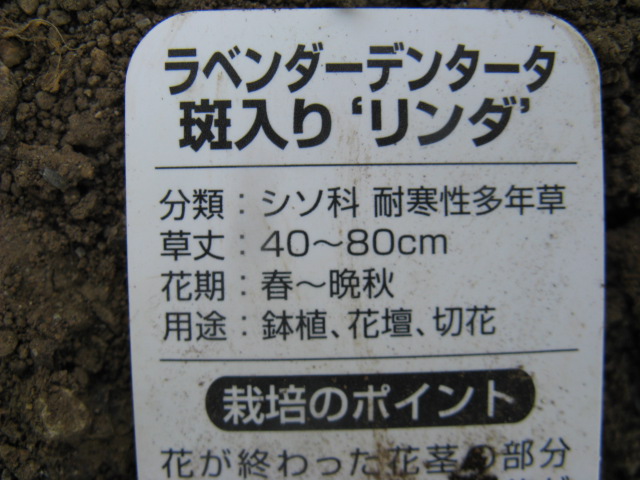 ラベンダーデンタータ
斑入り‘リンダ’
分類：シソ科 耐寒性多年草
草丈：40〜80cm
花期：春〜晩秋
用途：鉢植、花壇、切花
栽培のポイント
花が終わった花茎の部分